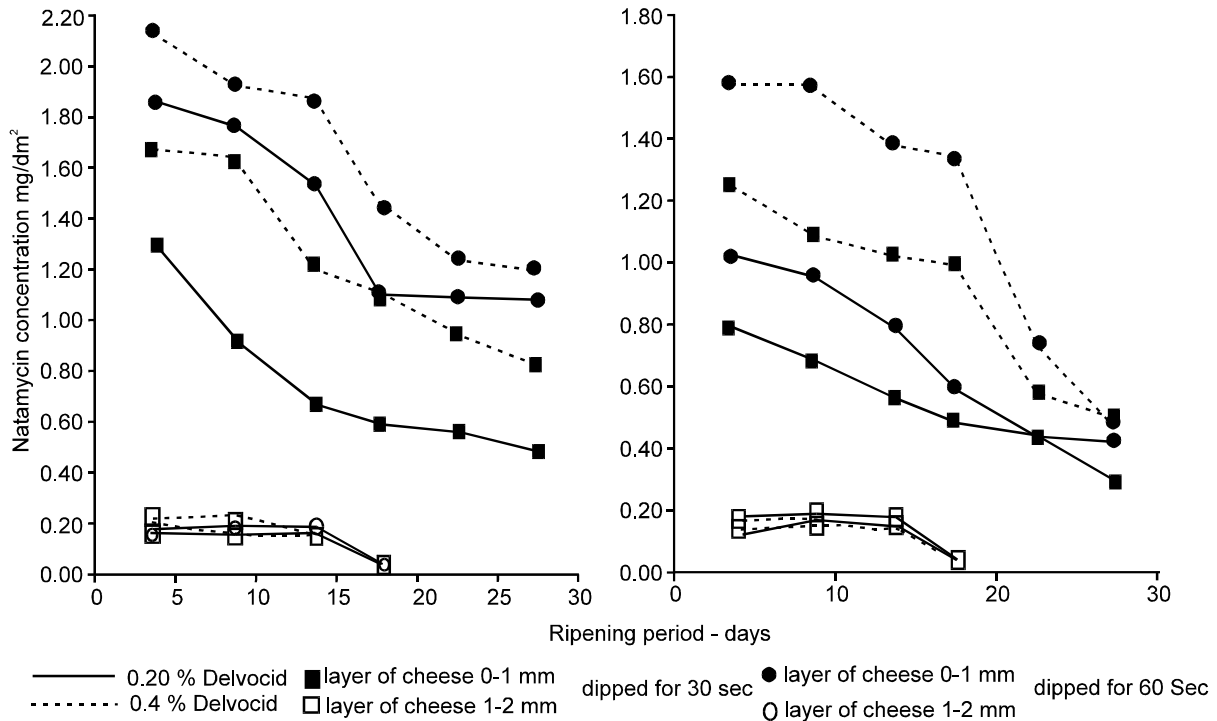 2.20
2.00
1.80
1.60
1.40
1.20
1.00
0.80
0.60
0.40
0.20
0.00
0 5 10 15 20 25 30
Natamycin concentration mg/dm²
1.60
1.40
1.20
1.00
0.80
0.60
0.40
0.20
0.00
0 10 20 30
Ripening period - days
0.20 % Delvocid
0.4 % Delvocid
layer of cheese 0-1 mm
layer of cheese 1-2 mm
dipped for 30 sec
layer of cheese 0-1 mm
layer of cheese 1-2 mm
dipped for 60 Sec